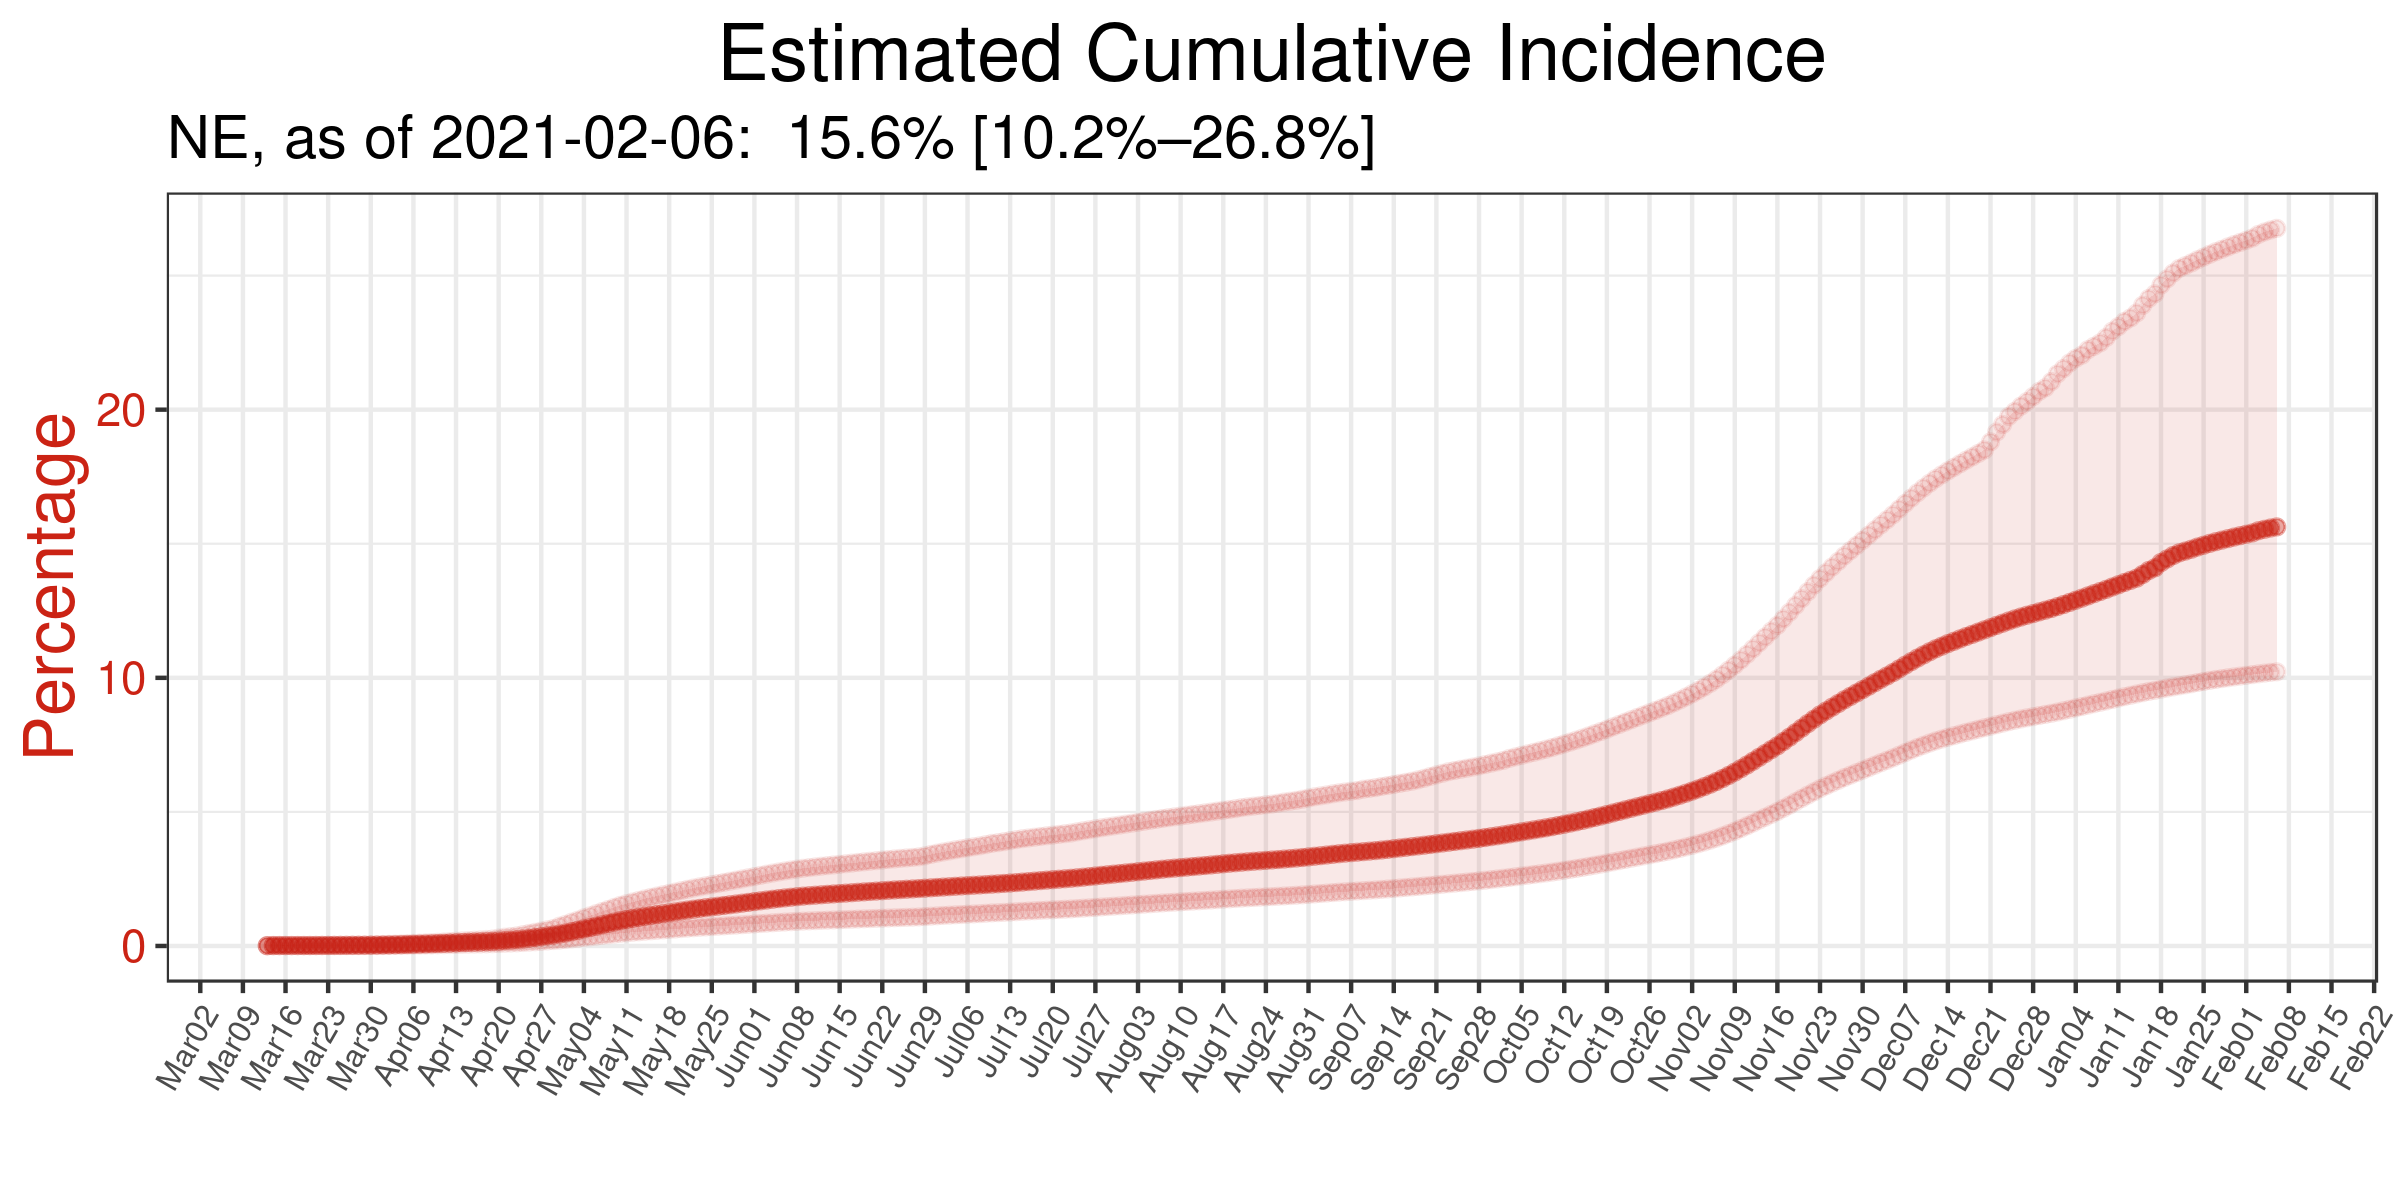 Estimated Cumulative Incidence
NE, as of 2021-02-06:  15.6% [10.2%–26.8%]
Percentage
20
10
0
Mar02
Mar09
Mar16
Mar23
Mar30
Apr06
Apr13
Apr20
Apr27
May04
May11
May18
May25
Jun01
Jun08
Jun15
Jun22
Jun29
Jul06
Jul13
Jul20
Jul27
Aug03
Aug10
Aug17
Aug24
Aug31
Sep07
Sep14
Sep21
Sep28
Oct05
Oct12
Oct19
Oct26
Nov02
Nov09
Nov16
Nov23
Nov30
Dec07
Dec14
Dec21
Dec28
Jan04
Jan11
Jan18
Jan25
Feb01
Feb08
Feb15
Feb22